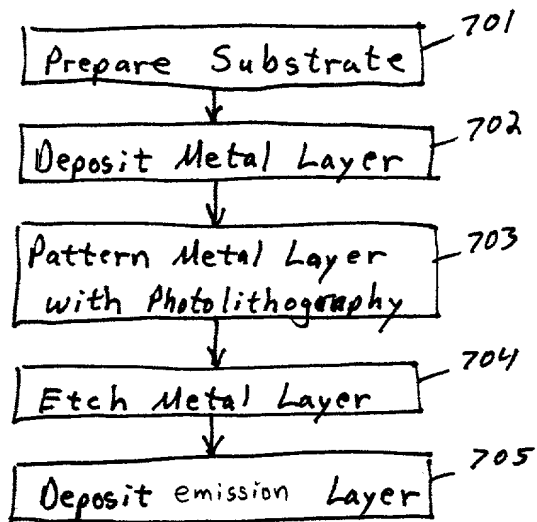 701
Prepare Substrate
702
Deposit Metal Layer
703
Pattern Metal Layer
with Photolithography
704
Etch Metal Layer
705
Deposit emission Layer